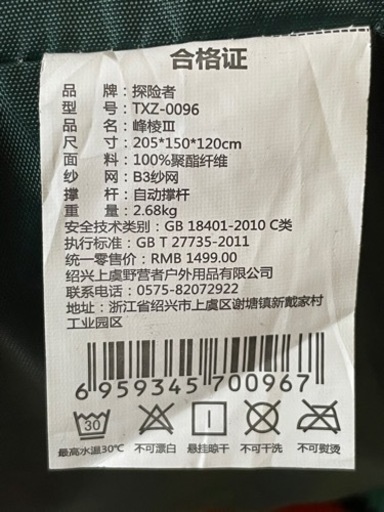 合格证
品 牌：探险者
型 号：TXZ-0096
品 名：峰棱Ⅲ
尺 寸：205*150*120cm
面 料：100%聚酯纤维
纱 网：B3纱网
撑 杆：自动撑杆
重 量：2.68kg
安全技术类别：GB 18401-2010 C类
执行标准：GB T 27735-2011
统一零售价：RMB 1499.00
绍兴上虞野营者户外用品有限公司
联系电话：0575-82072922
地址：浙江省绍兴市上虞区谢塘镇新戴家村
工业园区
6 959345 700967
30
最高水温30℃ 不可漂白 悬挂晾干 不可干洗 不可熨烫